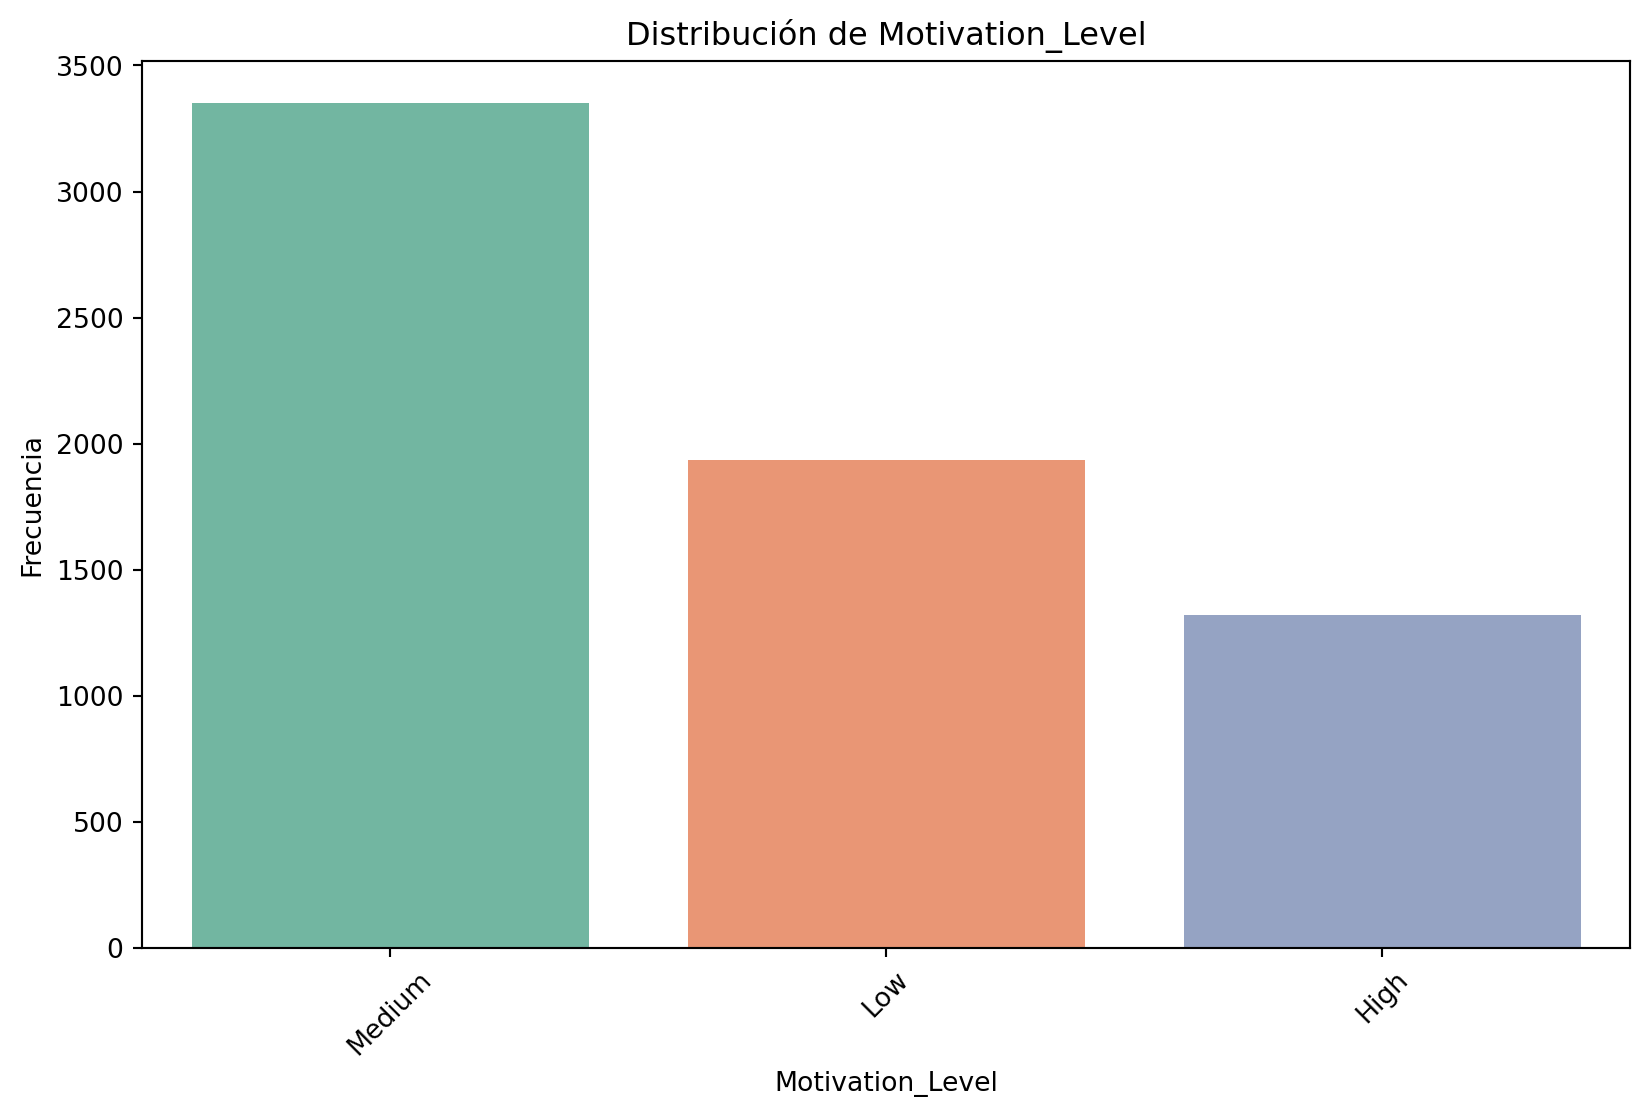 Distribución de Motivation_Level
3500
3000
2500
2000
1500
1000
500
0
Frecuencia
Medium
Low
High
Motivation_Level